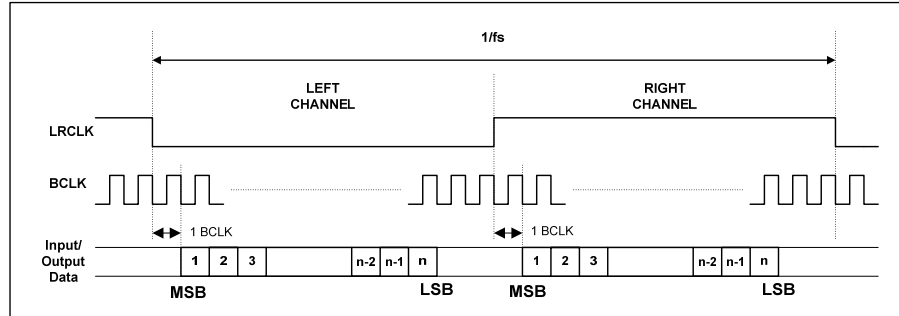 1/fs
LEFT
CHANNEL
RIGHT
CHANNEL
LRCLK
BCLK
1 BCLK
1 BCLK
Input/
Output
Data
1 2 3 n-2 n-1 n 1 2 3 n-2 n-1 n
MSB LSB MSB LSB